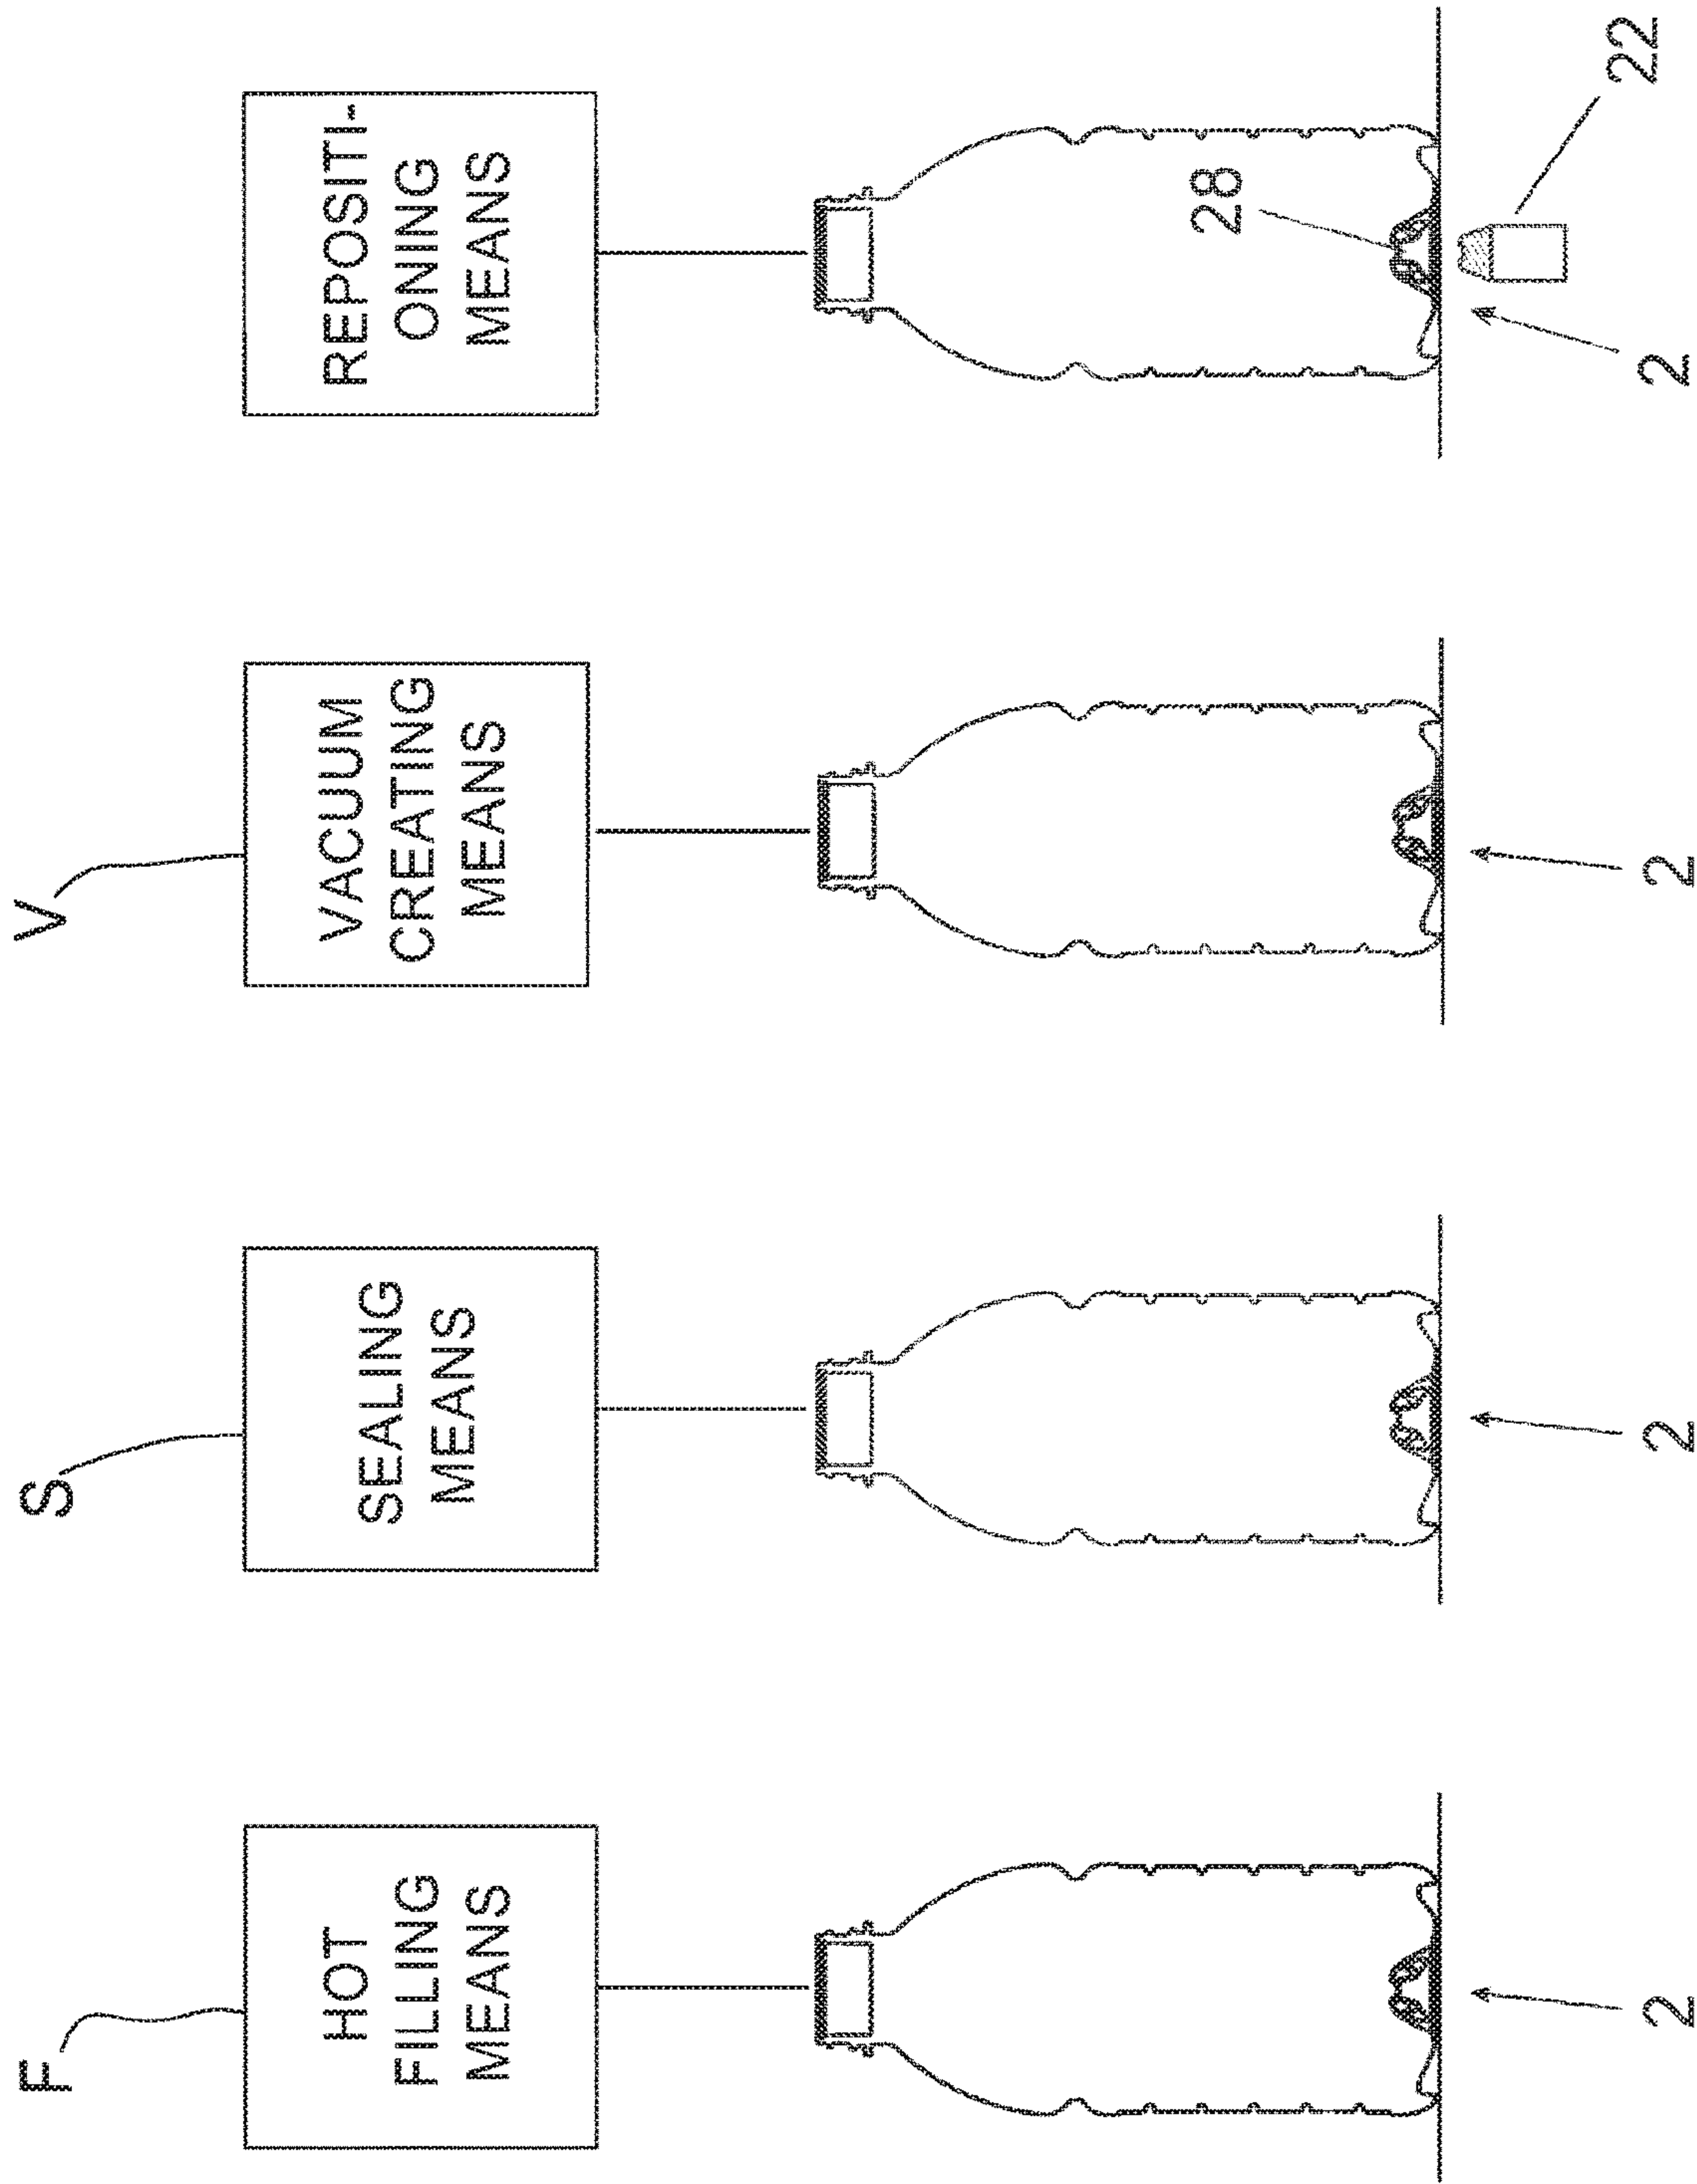 F
HOT
FILLING
MEANS
2
S
SEALING
MEANS
2
V
VACUUM
CREATING
MEANS
2
REPOSITI-
ONING
MEANS
28
2
22